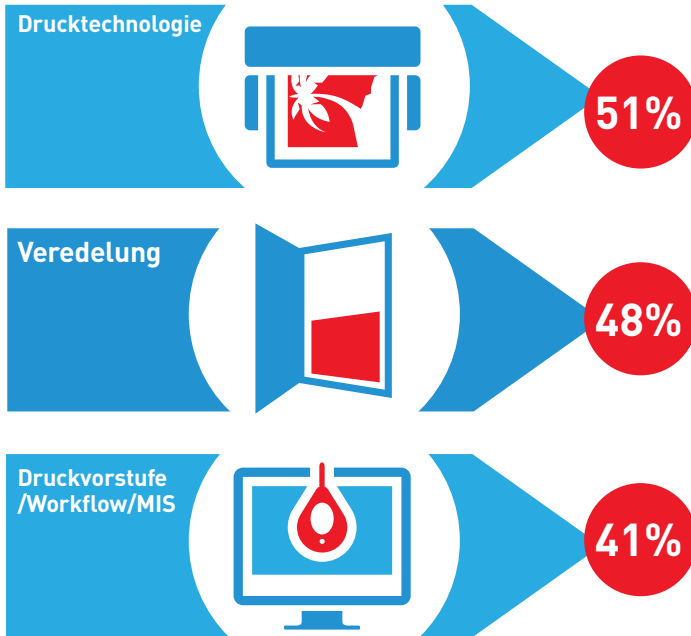 Drucktechnologie
51%
Veredelung
48%
Druckvorstufe
/Workflow/MIS
41%